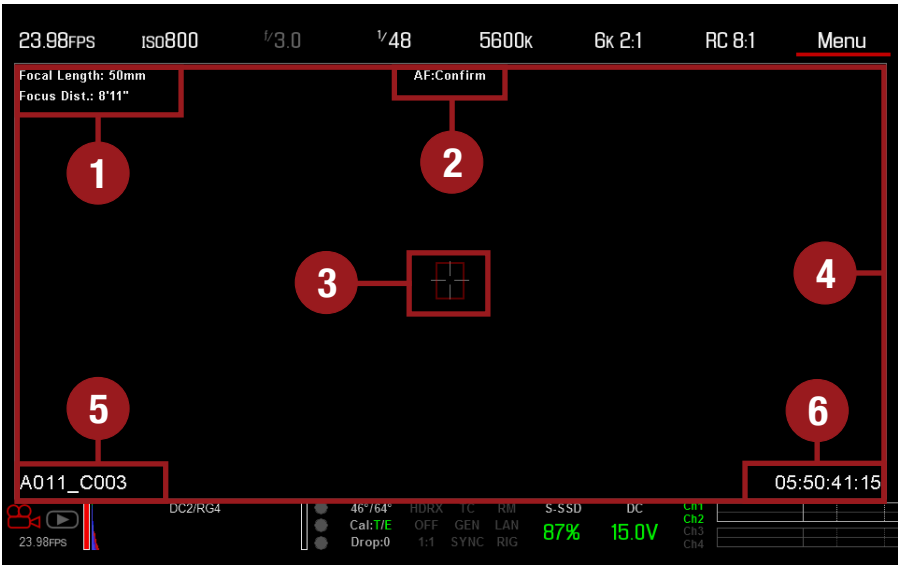 23.98FPS ISO800 f/3.0 1/48 5600K 6K 2:1 RC 8:1 Menu
Focal Length: 50mm AF:Confirm
Focus Dist.: 8'11"
1 2
3 4
5 6
A011_C003 05:50:41:15
DC2/RG4 46°/64° HDRX TC RM S-SSD DC Ch1
Cal:T/E OFF GEN LAN 87% 15.0V Ch2
23.98FPS Drop:0 1:1 SYNC RIG Ch3
Ch4